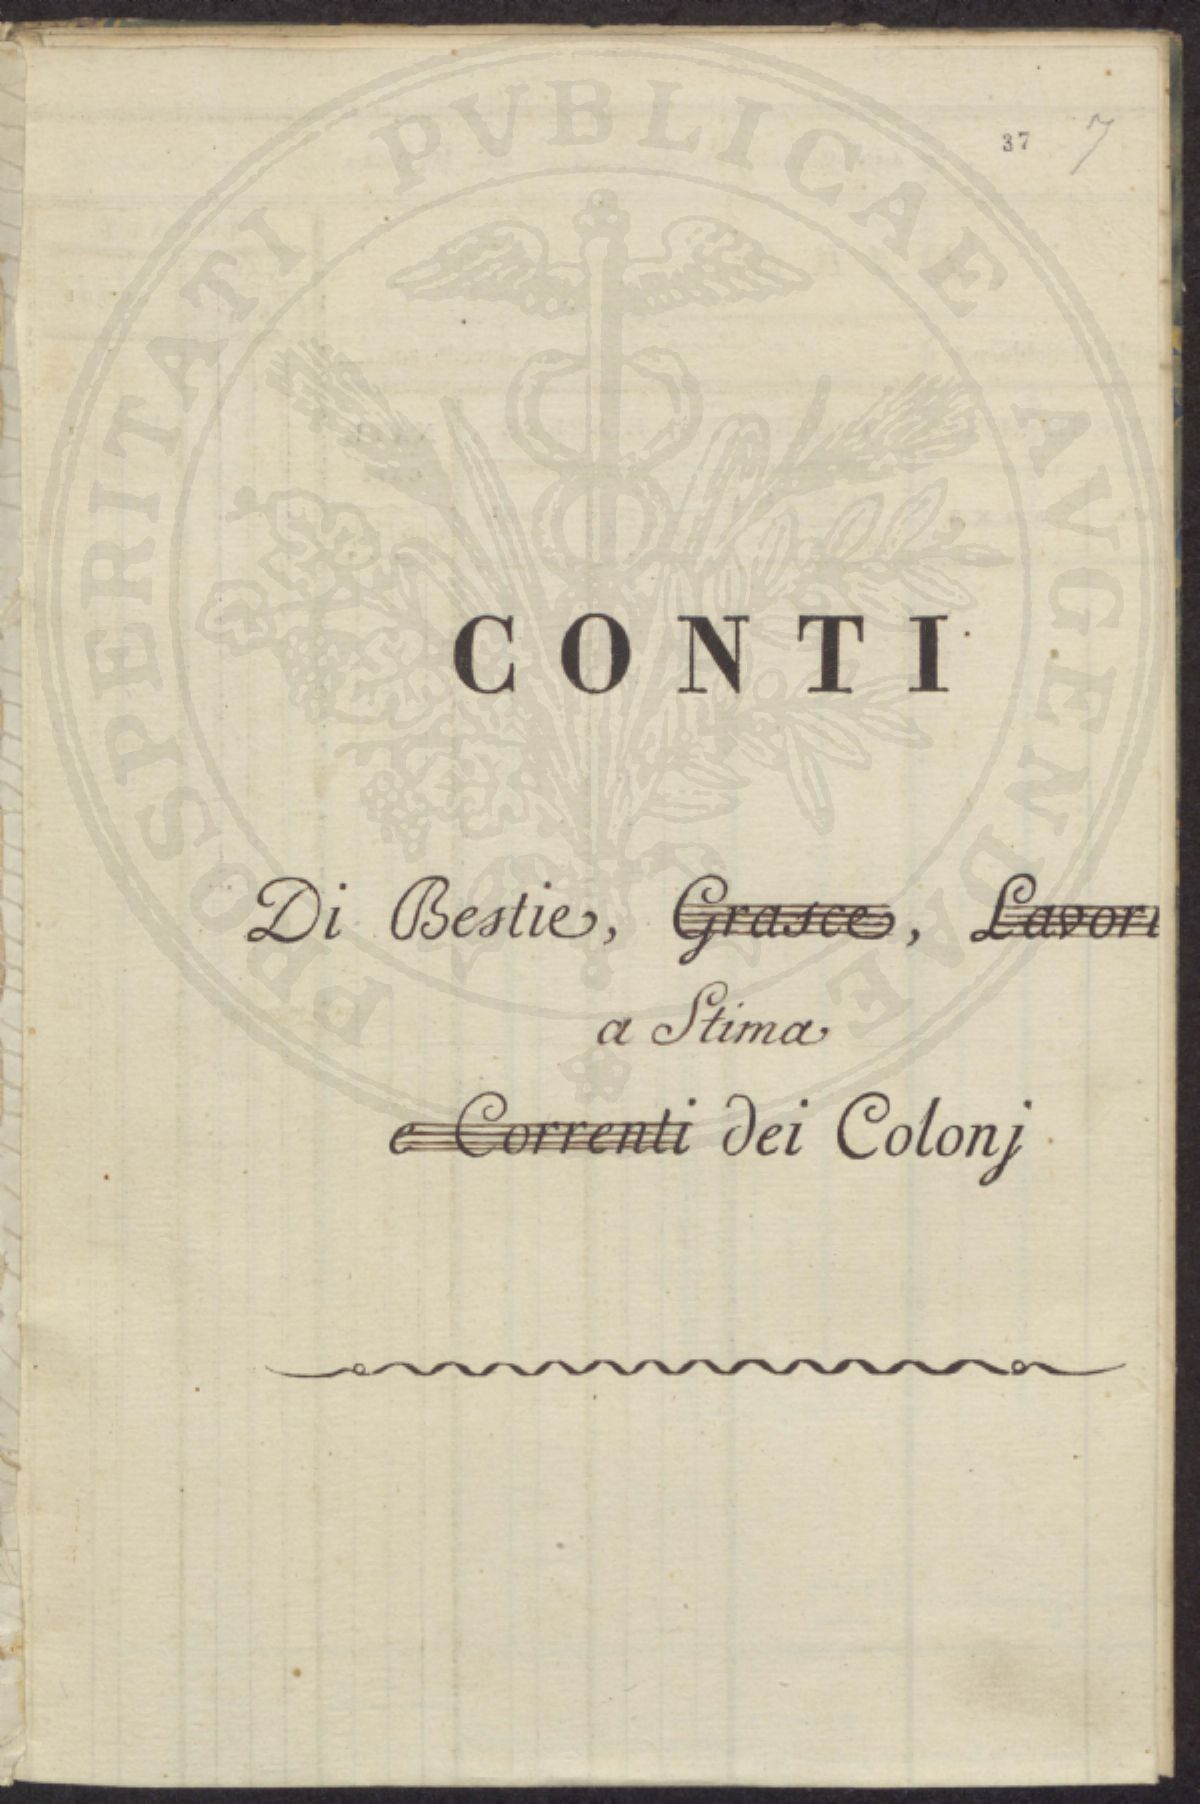 37 7
CONTI
Di Bestie, Grasce, Lavori
a Stima
e Correnti dei Colonj
PROSPERITATI PVBLICAE AVGENDAE